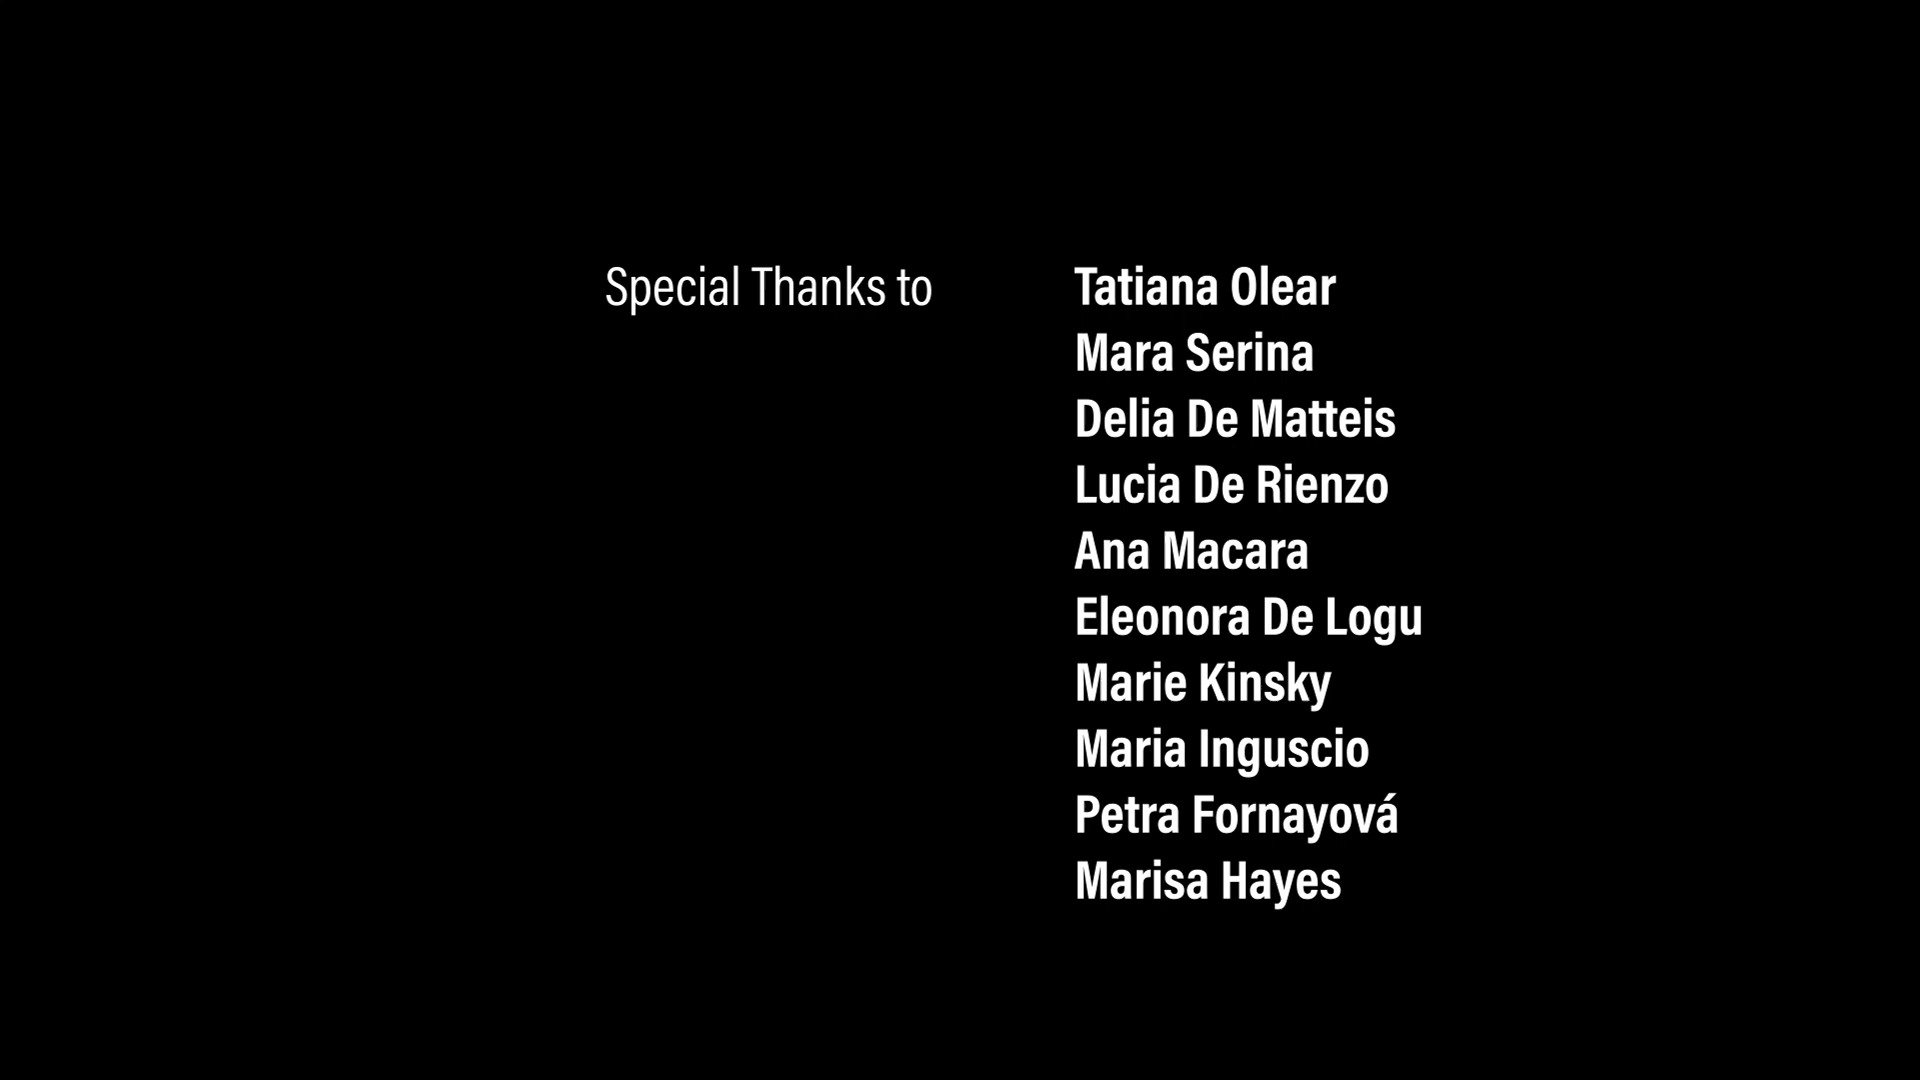 Special Thanks to
Tatiana Olear
Mara Serina
Delia De Matteis
Lucia De Rienzo
Ana Macara
Eleonora De Logu
Marie Kinsky
Maria Inguscio
Petra Fornayová
Marisa Hayes